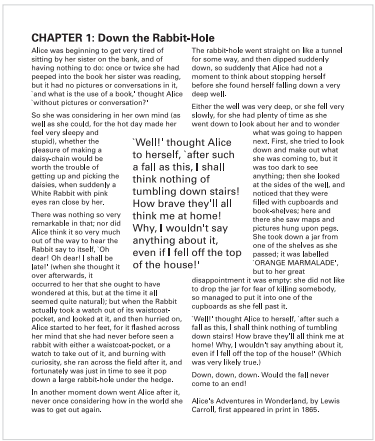 CHAPTER 1: Down the Rabbit-Hole
Alice was beginning to get very tired of
sitting by her sister on the bank, and of
having nothing to do: once or twice she had
peeped into the book her sister was reading,
but it had no pictures or conversations in it,
`and what is the use of a book,' thought Alice
`without pictures or conversation?'
So she was considering in her own mind (as
well as she could, for the hot day made her
feel very sleepy and
stupid), whether the
pleasure of making a
daisy-chain would be
worth the trouble of
getting up and picking the
daisies, when suddenly a
White Rabbit with pink
eyes ran close by her.
There was nothing so very
remarkable in that; nor did
Alice think it so very much
out of the way to hear the
Rabbit say to itself, `Oh
dear! Oh dear! I shall be
late!' (when she thought it
over afterwards, it
occurred to her that she ought to have
wondered at this, but at the time it all
seemed quite natural); but when the Rabbit
actually took a watch out of its waistcoat-
pocket, and looked at it, and then hurried on,
Alice started to her feet, for it flashed across
her mind that she had never before seen a
rabbit with either a waistcoat-pocket, or a
watch to take out of it, and burning with
curiosity, she ran across the field after it, and
fortunately was just in time to see it pop
down a large rabbit-hole under the hedge.
In another moment down went Alice after it,
never once considering how in the world she
was to get out again.
`Well!' thought Alice
to herself, `after such
a fall as this, I shall
think nothing of
tumbling down stairs!
How brave they'll all
think me at home!
Why, I wouldn't say
anything about it,
even if I fell off the top
of the house!'
The rabbit-hole went straight on like a tunnel
for some way, and then dipped suddenly
down, so suddenly that Alice had not a
moment to think about stopping herself
before she found herself falling down a very
deep well.
Either the well was very deep, or she fell very
slowly, for she had plenty of time as she
went down to look about her and to wonder
what was going to happen
next. First, she tried to look
down and make out what
she was coming to, but it
was too dark to see
anything; then she looked
at the sides of the well, and
noticed that they were
filled with cupboards and
book-shelves; here and
there she saw maps and
pictures hung upon pegs.
She took down a jar from
one of the shelves as she
passed; it was labelled
'ORANGE MARMALADE',
but to her great
disappointment it was empty: she did not like
to drop the jar for fear of killing somebody,
so managed to put it into one of the
cupboards as she fell past it.
`Well!' thought Alice to herself, `after such a
fall as this, I shall think nothing of tumbling
down stairs! How brave they'll all think me at
home! Why, I wouldn't say anything about it,
even if I fell off the top of the house!' (Which
was very likely true.)
Down, down, down. Would the fall never
come to an end!
Alice's Adventures in Wonderland, by Lewis
Carroll, first appeared in print in 1865.